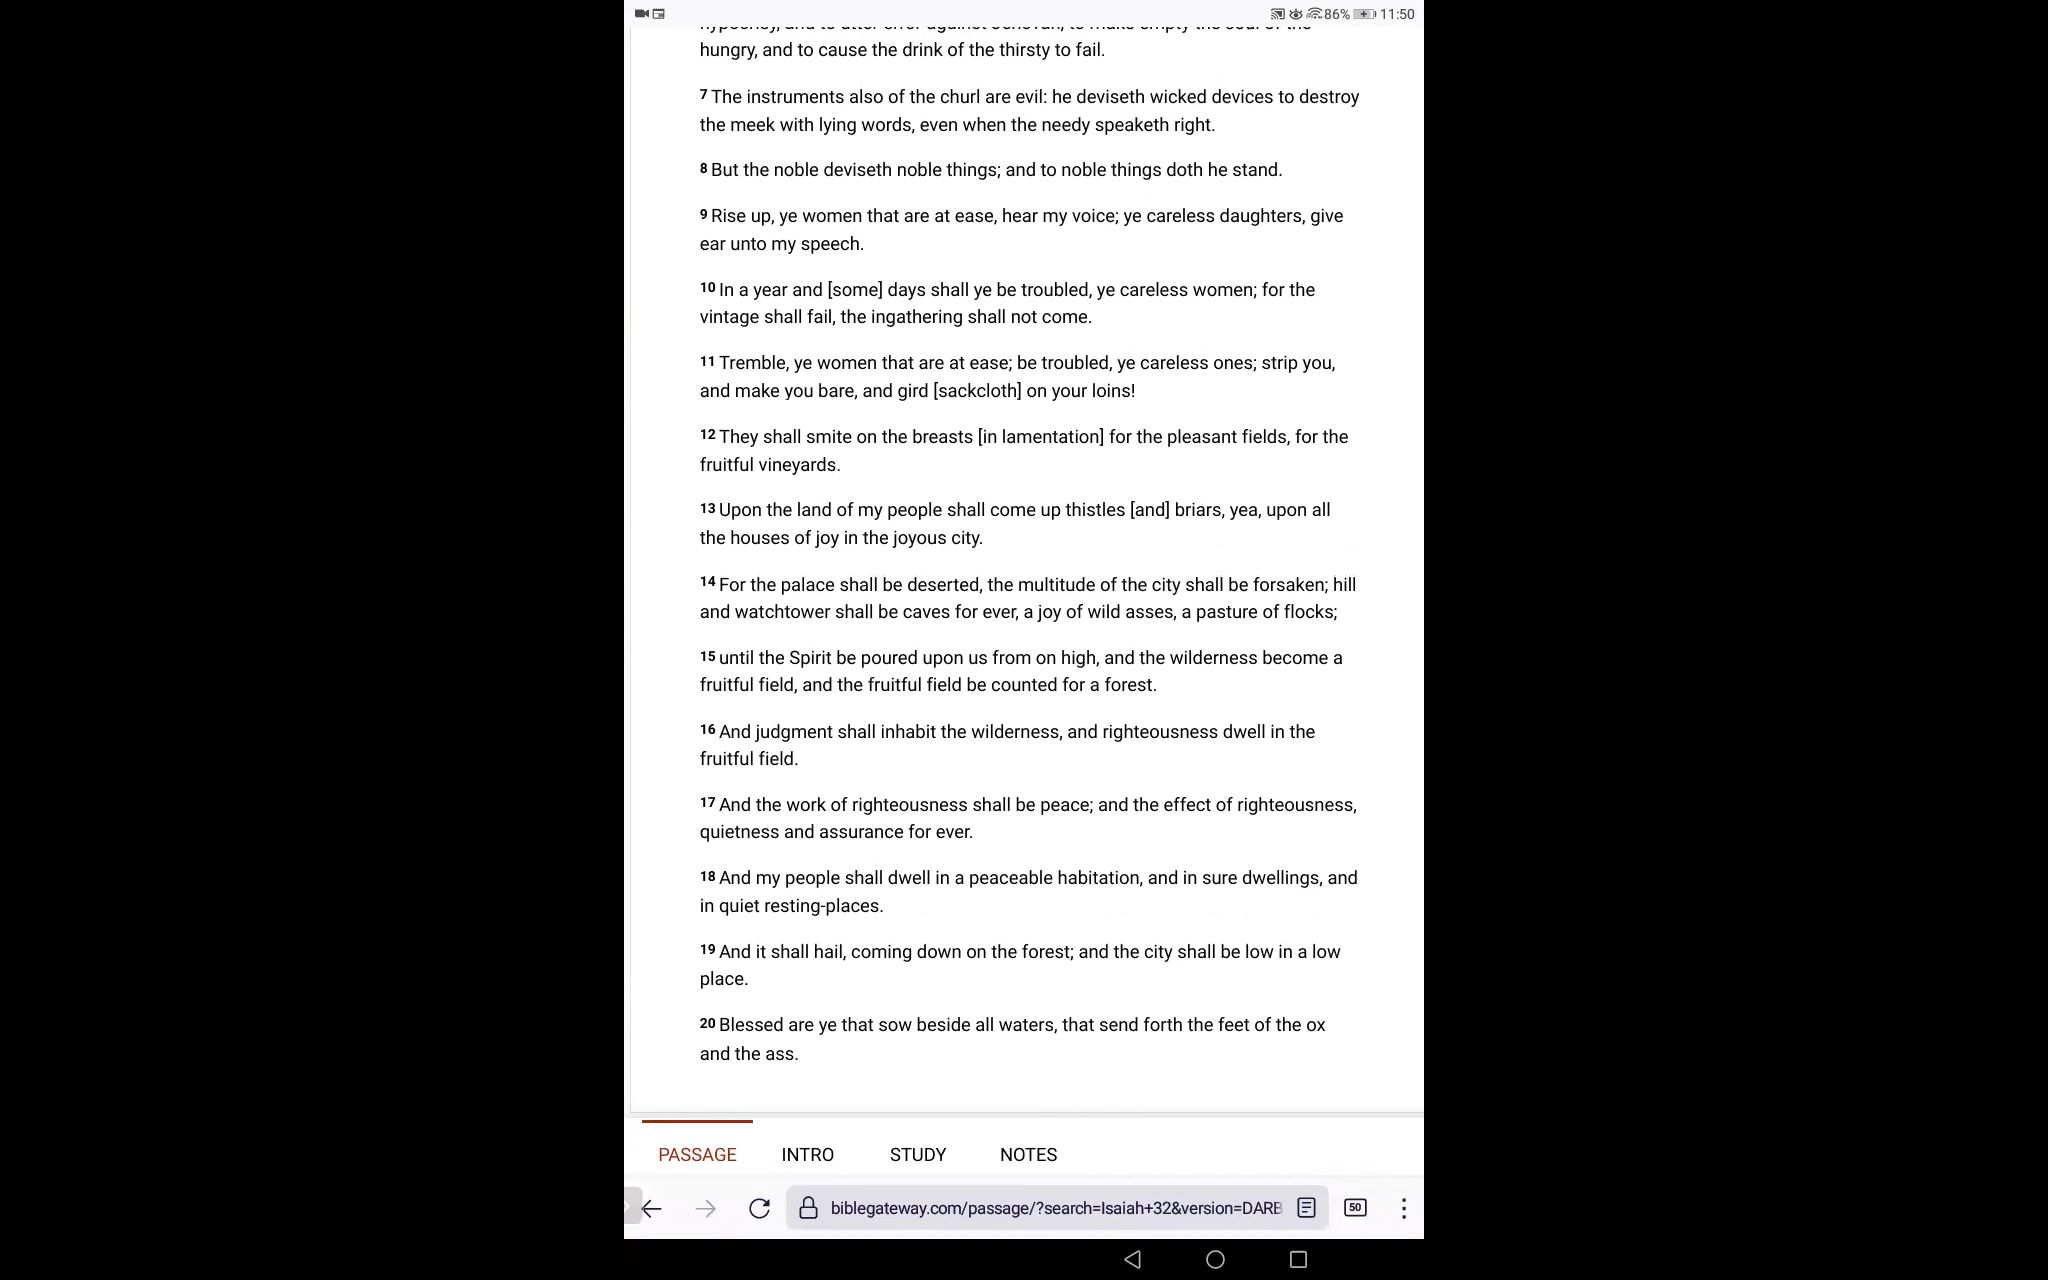 86% 11:50
hungry, and to cause the drink of the thirsty to fail.
7 The instruments also of the churl are evil: he deviseth wicked devices to destroy
the meek with lying words, even when the needy speaketh right.
8 But the noble deviseth noble things; and to noble things doth he stand.
9 Rise up, ye women that are at ease, hear my voice; ye careless daughters, give
ear unto my speech.
10 In a year and [some] days shall ye be troubled, ye careless women; for the
vintage shall fail, the ingathering shall not come.
11 Tremble, ye women that are at ease; be troubled, ye careless ones; strip you,
and make you bare, and gird [sackcloth] on your loins!
12 They shall smite on the breasts [in lamentation] for the pleasant fields, for the
fruitful vineyards.
13 Upon the land of my people shall come up thistles [and] briars, yea, upon all
the houses of joy in the joyous city.
14 For the palace shall be deserted, the multitude of the city shall be forsaken; hill
and watchtower shall be caves for ever, a joy of wild asses, a pasture of flocks;
15 until the Spirit be poured upon us from on high, and the wilderness become a
fruitful field, and the fruitful field be counted for a forest.
16 And judgment shall inhabit the wilderness, and righteousness dwell in the
fruitful field.
17 And the work of righteousness shall be peace; and the effect of righteousness,
quietness and assurance for ever.
18 And my people shall dwell in a peaceable habitation, and in sure dwellings, and
in quiet resting-places.
19 And it shall hail, coming down on the forest; and the city shall be low in a low
place.
20 Blessed are ye that sow beside all waters, that send forth the feet of the ox
and the ass.
PASSAGE INTRO STUDY NOTES
biblegateway.com/passage/?search=Isaiah+32&version=DARB 50